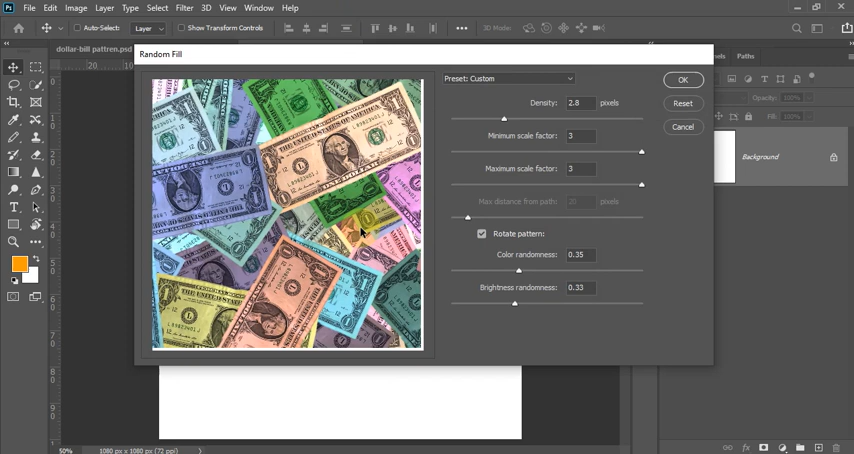 Ps File Edit Image Layer Type Select Filter 3D View Window Help
Auto-Select: Layer Show Transform Controls 3D Mode:
dollar-bill pattren.psd
Random Fill
Paths
Preset: Custom
OK
Density: 2.8 pixels
Reset
Opacity: 100%
Minimum scale factor: 3
Cancel
Fill: 100%
Background
Maximum scale factor: 3
Max distance from path: 20 pixels
Rotate pattern:
Color randomness: 0.35
Brightness randomness: 0.33
50% 1080 px x 1080 px (72 ppi)